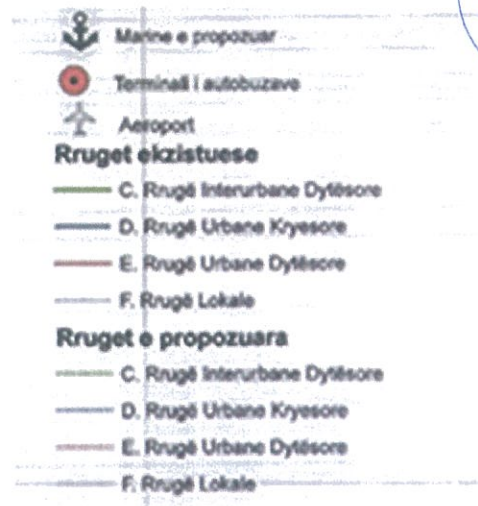 Marine e propozuar
Terminali i autobuzave
Aeroport
Rruget ekzistuese
C. Rrugë Interurbane Dytësore
D. Rrugë Urbane Kryesore
E. Rrugë Urbane Dytësore
F. Rrugë Lokale
Rruget e propozuara
C. Rrugë Interurbane Dytësore
D. Rrugë Urbane Kryesore
E. Rrugë Urbane Dytësore
F. Rrugë Lokale